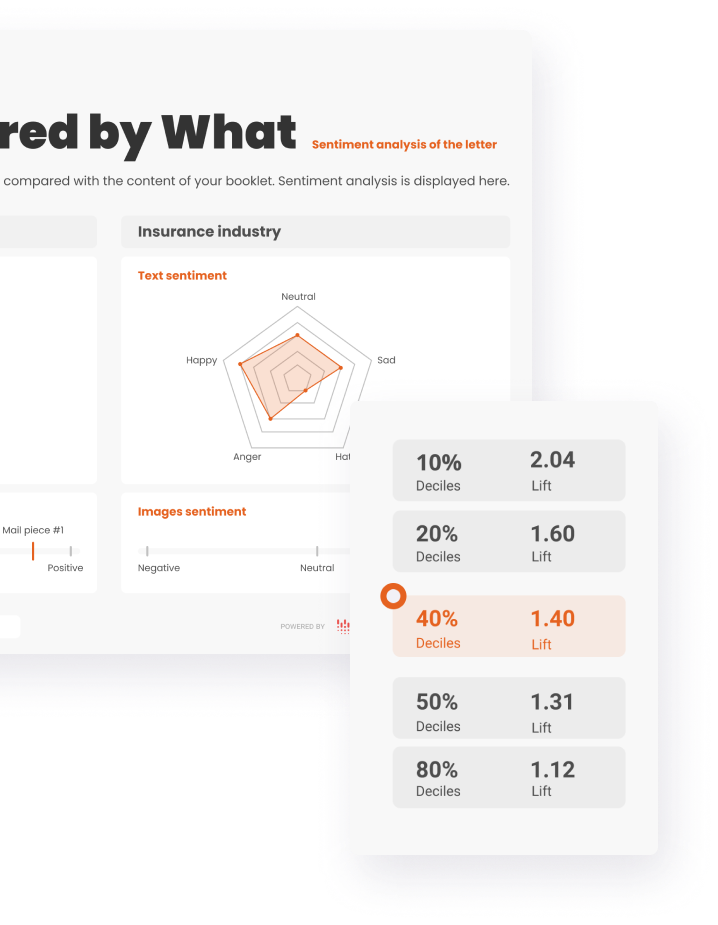 red by What Sentiment analysis of the letter
compared with the content of your booklet. Sentiment analysis is displayed here.
Insurance industry
Text sentiment
Neutral
Happy
Sad
Anger
Mail piece #1
Positive
Images sentiment
Negative
Neutral
POWERED BY
10% 2.04
Deciles Lift
20% 1.60
Deciles Lift
40% 1.40
Deciles Lift
50% 1.31
Deciles Lift
80% 1.12
Deciles Lift